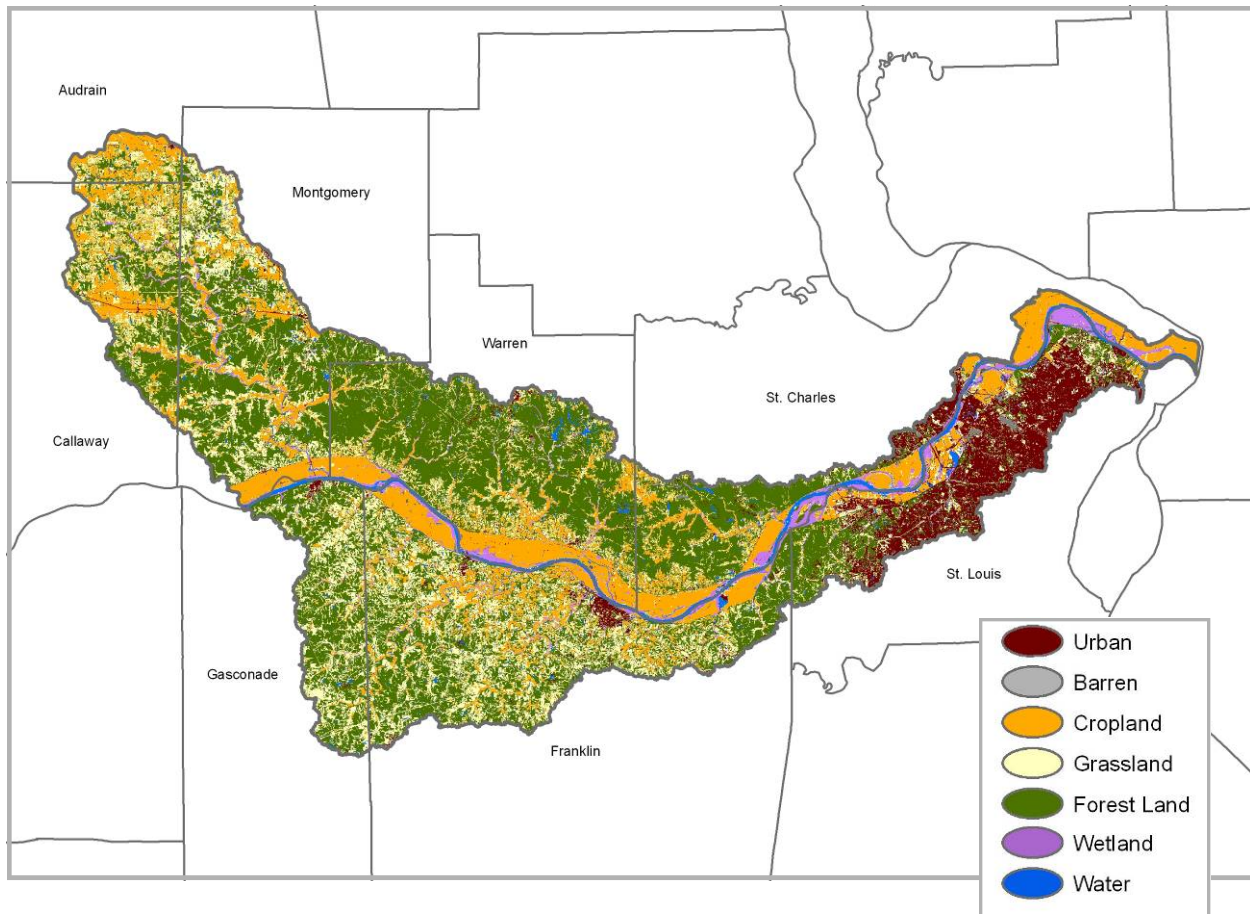 Audrain
Montgomery
Warren
St. Charles
Callaway
St. Louis
Gasconade
Franklin
Urban
Barren
Cropland
Grassland
Forest Land
Wetland
Water